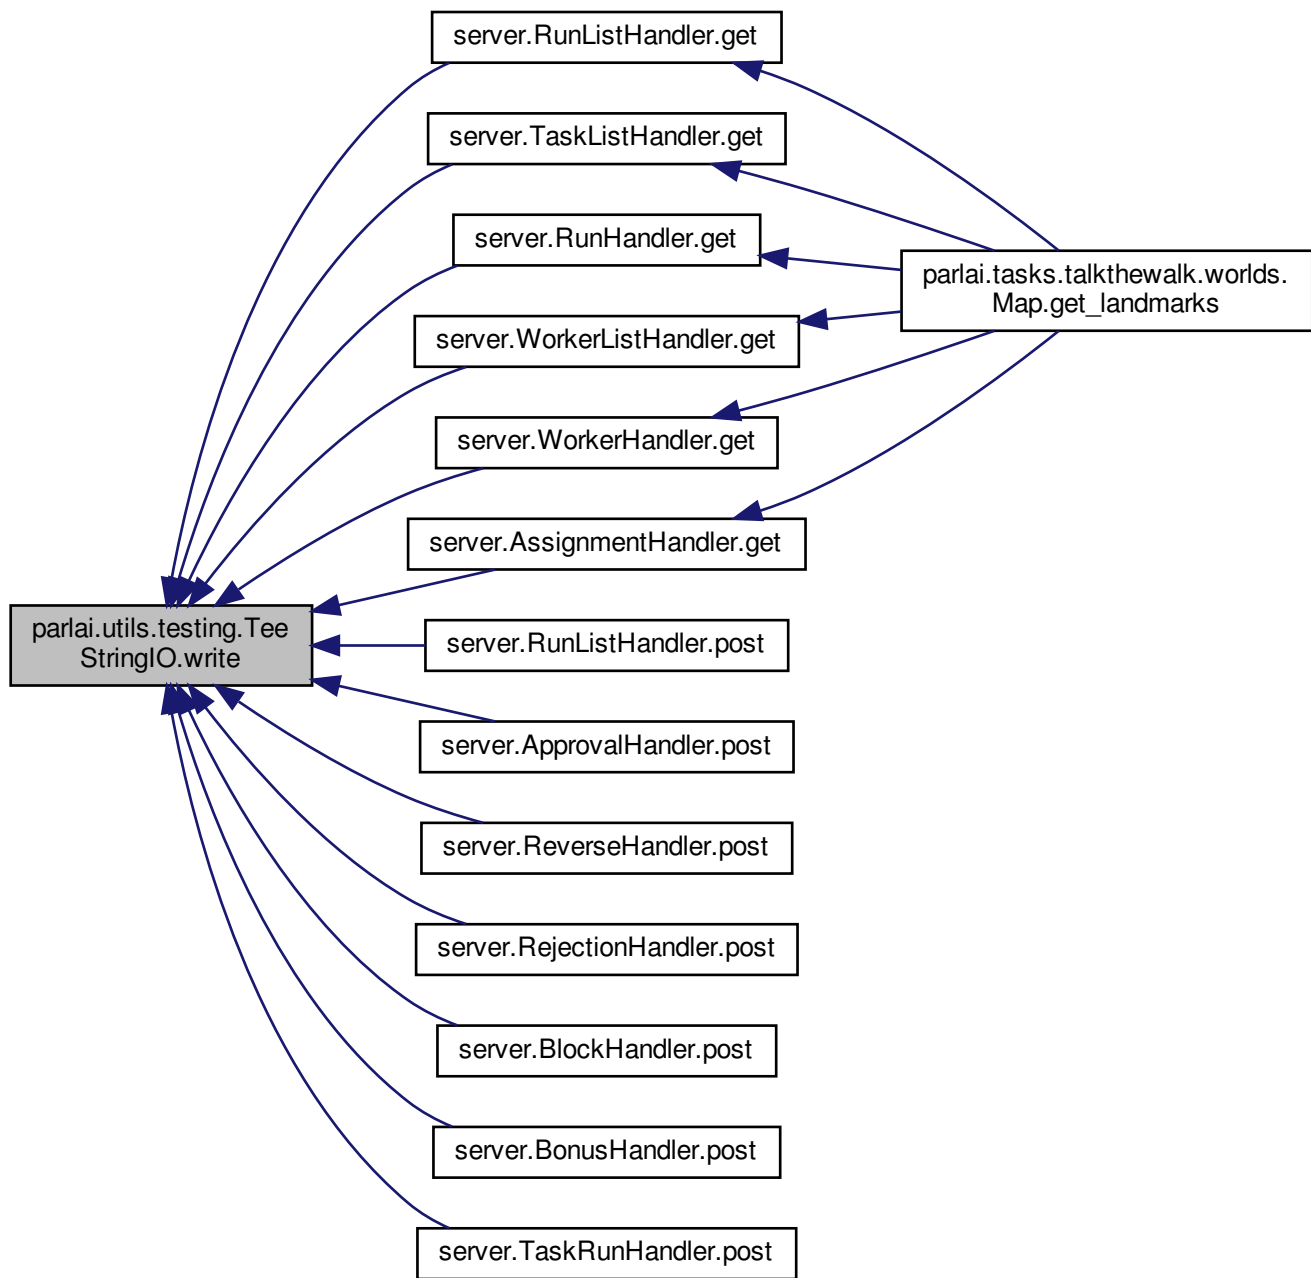 server.RunListHandler.get
server.TaskListHandler.get
server.RunHandler.get
parlai.tasks.talkthewalk.worlds.
Map.get_landmarks
server.WorkerListHandler.get
server.WorkerHandler.get
server.AssignmentHandler.get
parlai.utils.testing.Tee
StringIO.write
server.RunListHandler.post
server.ApprovalHandler.post
server.ReverseHandler.post
server.RejectionHandler.post
server.BlockHandler.post
server.BonusHandler.post
server.TaskRunHandler.post